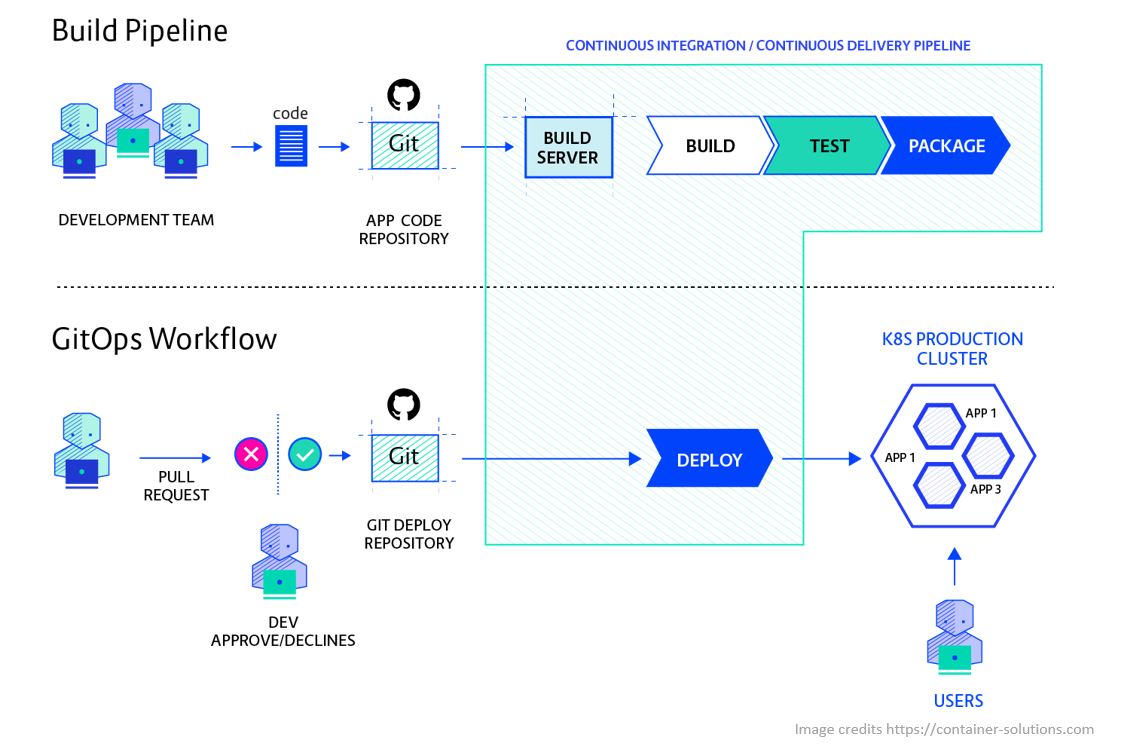 Build Pipeline
CONTINUOUS INTEGRATION / CONTINUOUS DELIVERY PIPELINE
code
Git
BUILD
SERVER
BUILD
TEST
PACKAGE
DEVELOPMENT TEAM
APP CODE
REPOSITORY
GitOps Workflow
K8S PRODUCTION
CLUSTER
APP 1
APP 1
APP 3
Git
DEPLOY
PULL
REQUEST
GIT DEPLOY
REPOSITORY
DEV
APPROVE/DECLINES
USERS
Image credits https://container-solutions.com